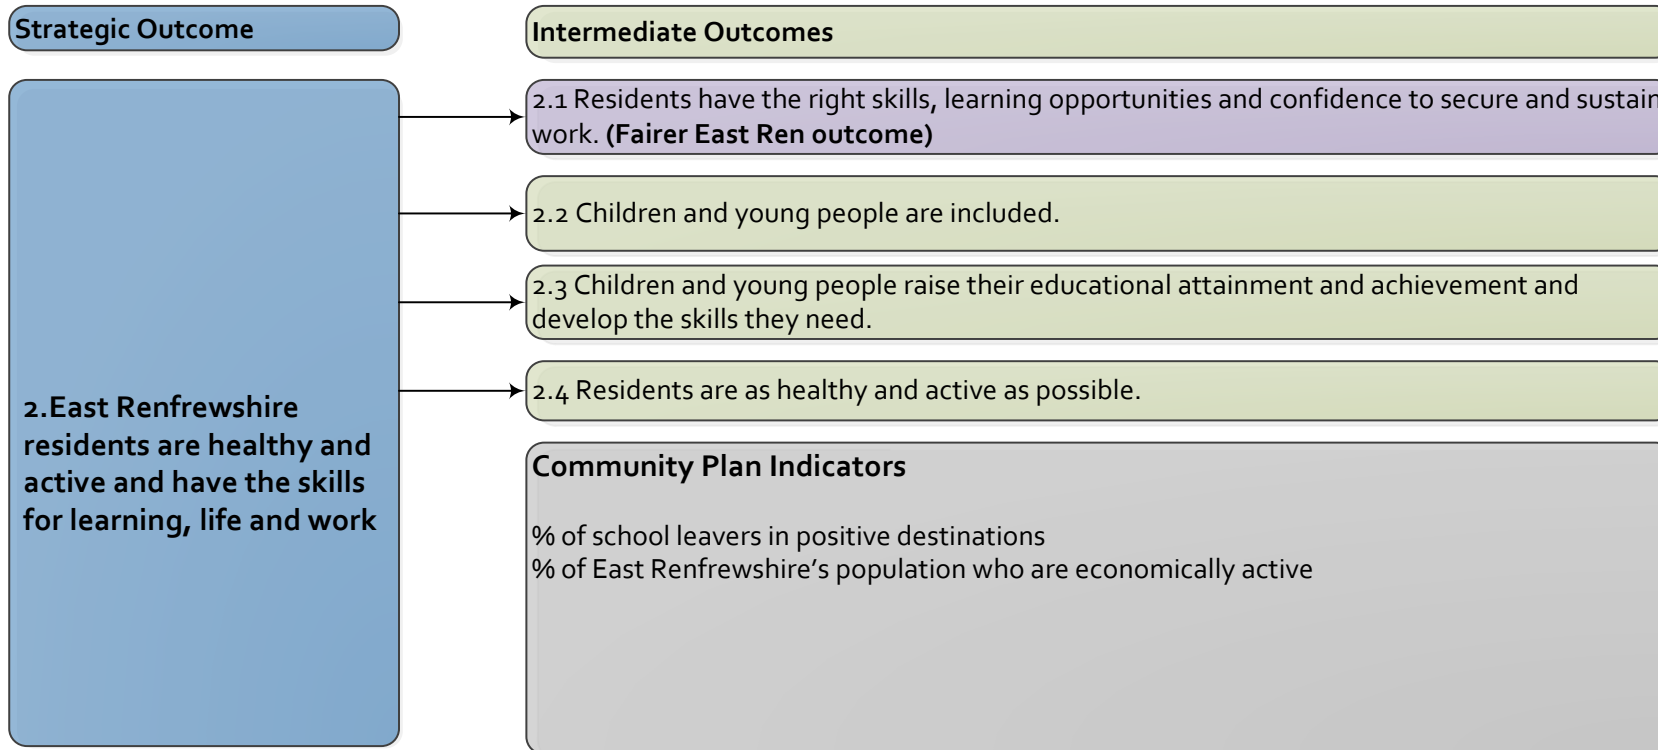 Strategic Outcome
Intermediate Outcomes
2.East Renfrewshire
residents are healthy and
active and have the skills
for learning, life and work
2.1 Residents have the right skills, learning opportunities and confidence to secure and sustain
work. (Fairer East Ren outcome)
2.2 Children and young people are included.
2.3 Children and young people raise their educational attainment and achievement and
develop the skills they need.
2.4 Residents are as healthy and active as possible.
Community Plan Indicators
% of school leavers in positive destinations
% of East Renfrewshire’s population who are economically active